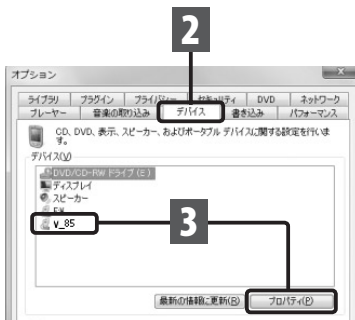 2
オプション
ライブラリ プラグイン セキュリティ DVD ネットワーク
プレーヤー 音楽の取り込み デバイス 書き込み パフォーマンス
CD、DVD、表示、スピーカー、およびポータブル デバイスに関する設定を行いま
す。
デバイス(V)
DVD/CD-RW ドライブ (E:)
ディスプレイ
スピーカー
V_85
3
最新の情報に更新(R) プロパティ(P)